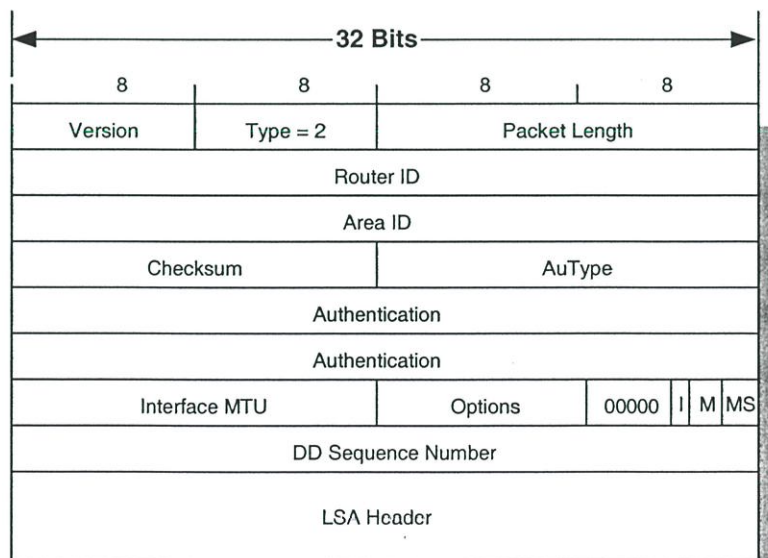 32 Bits
8 8 8 8
Version Type = 2 Packet Length
Router ID
Area ID
Checksum AuType
Authentication
Authentication
Interface MTU Options 00000 I M MS
DD Sequence Number
LSA Header